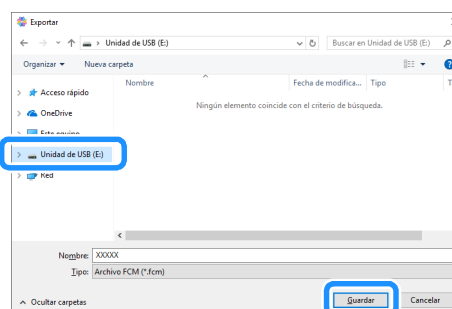 Exportar
Unidad de USB (E:)
Buscar en Unidad de USB (E:)
Organizar
Nueva carpeta
Nombre
Fecha de modifica...
Tipo
T
Acceso rápido
Ningún elemento coincide con el criterio de búsqueda.
OneDrive
Este equipo
Unidad de USB (E:)
Red
Nombre: XXXXX
Tipo: Archivo FCM (*.fcm)
Ocultar carpetas
Guardar
Cancelar